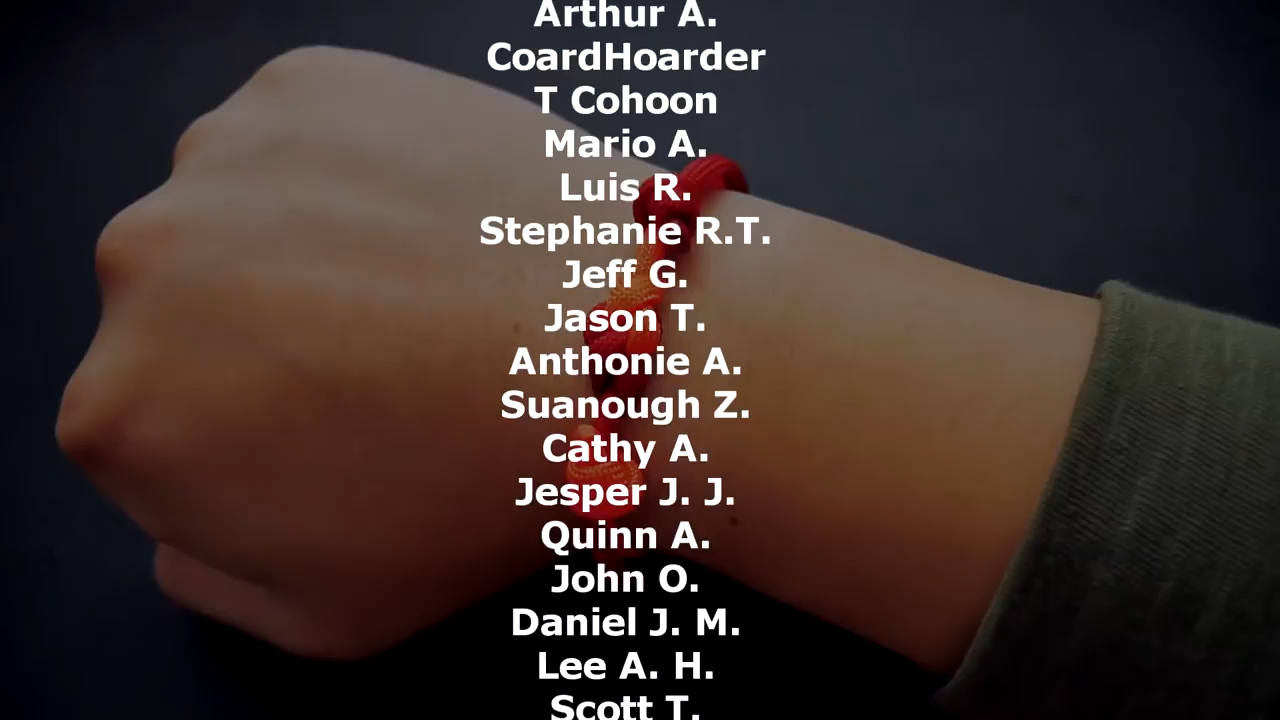 Arthur A.
CoardHoarder
T Cohoon
Mario A.
Luis R.
Stephanie R.T.
Jeff G.
Jason T.
Anthonie A.
Suanough Z.
Cathy A.
Jesper J. J.
Quinn A.
John O.
Daniel J. M.
Lee A. H.
Scott T.